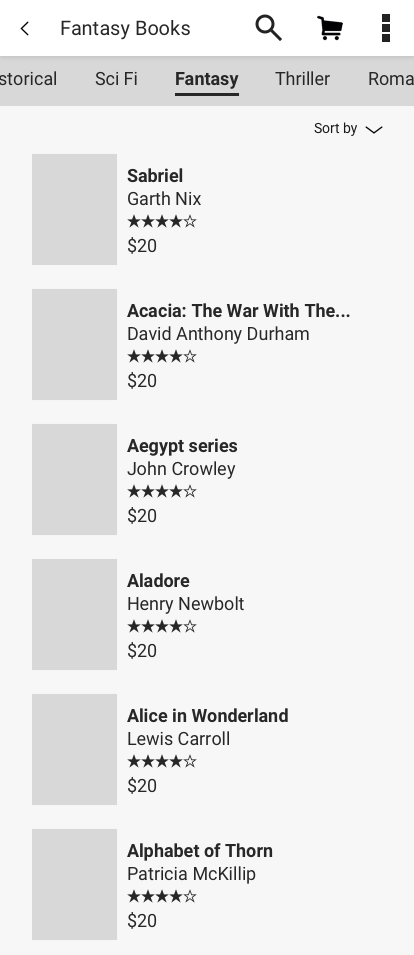 Fantasy Books
storical Sci Fi Fantasy Thriller Roma
Sort by
Sabriel
Garth Nix
★★★★☆
$20
Acacia: The War With The...
David Anthony Durham
★★★★☆
$20
Aegypt series
John Crowley
★★★★☆
$20
Aladore
Henry Newbolt
★★★★☆
$20
Alice in Wonderland
Lewis Carroll
★★★★☆
$20
Alphabet of Thorn
Patricia McKillip
★★★★☆
$20